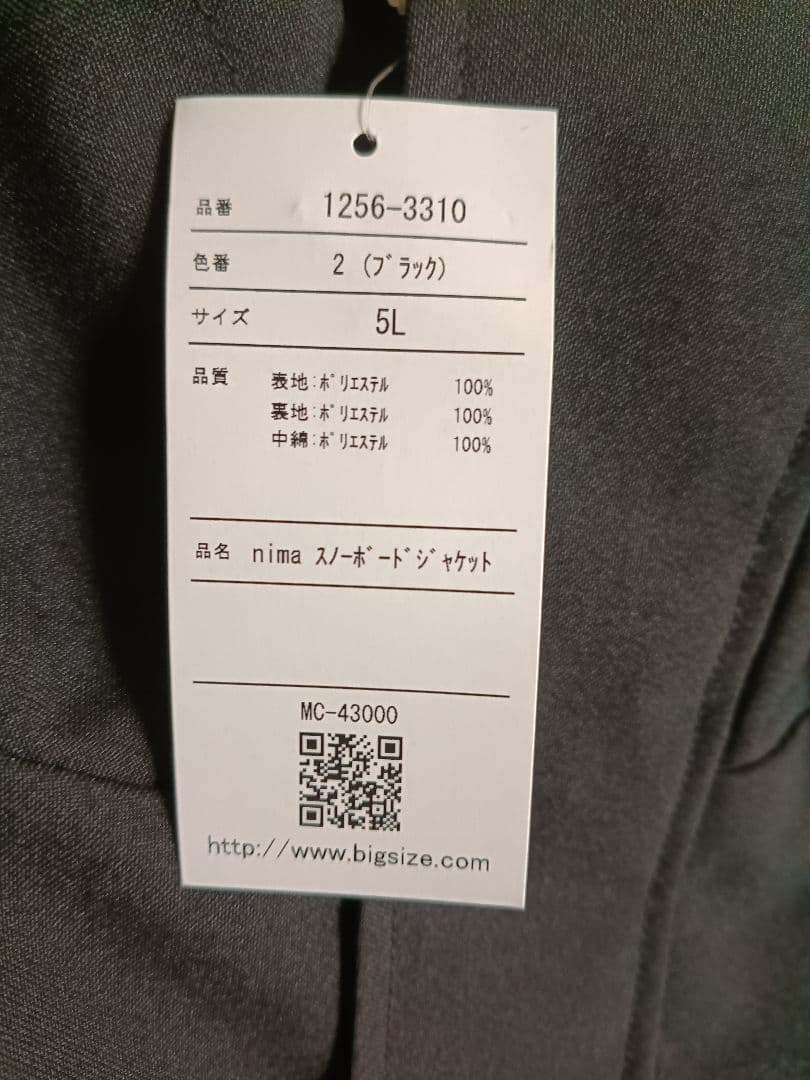 品番 1256-3310
色番 2 (ﾌﾞﾗｯｸ)
サイズ 5L
品質 表地:ﾎﾟﾘｴｽﾃﾙ 100%
裏地:ﾎﾟﾘｴｽﾃﾙ 100%
中綿:ﾎﾟﾘｴｽﾃﾙ 100%
品名 nima ｽﾉｰﾎﾞｰﾄﾞｼﾞｬｹｯﾄ
MC-43000
http://www.bigsize.com